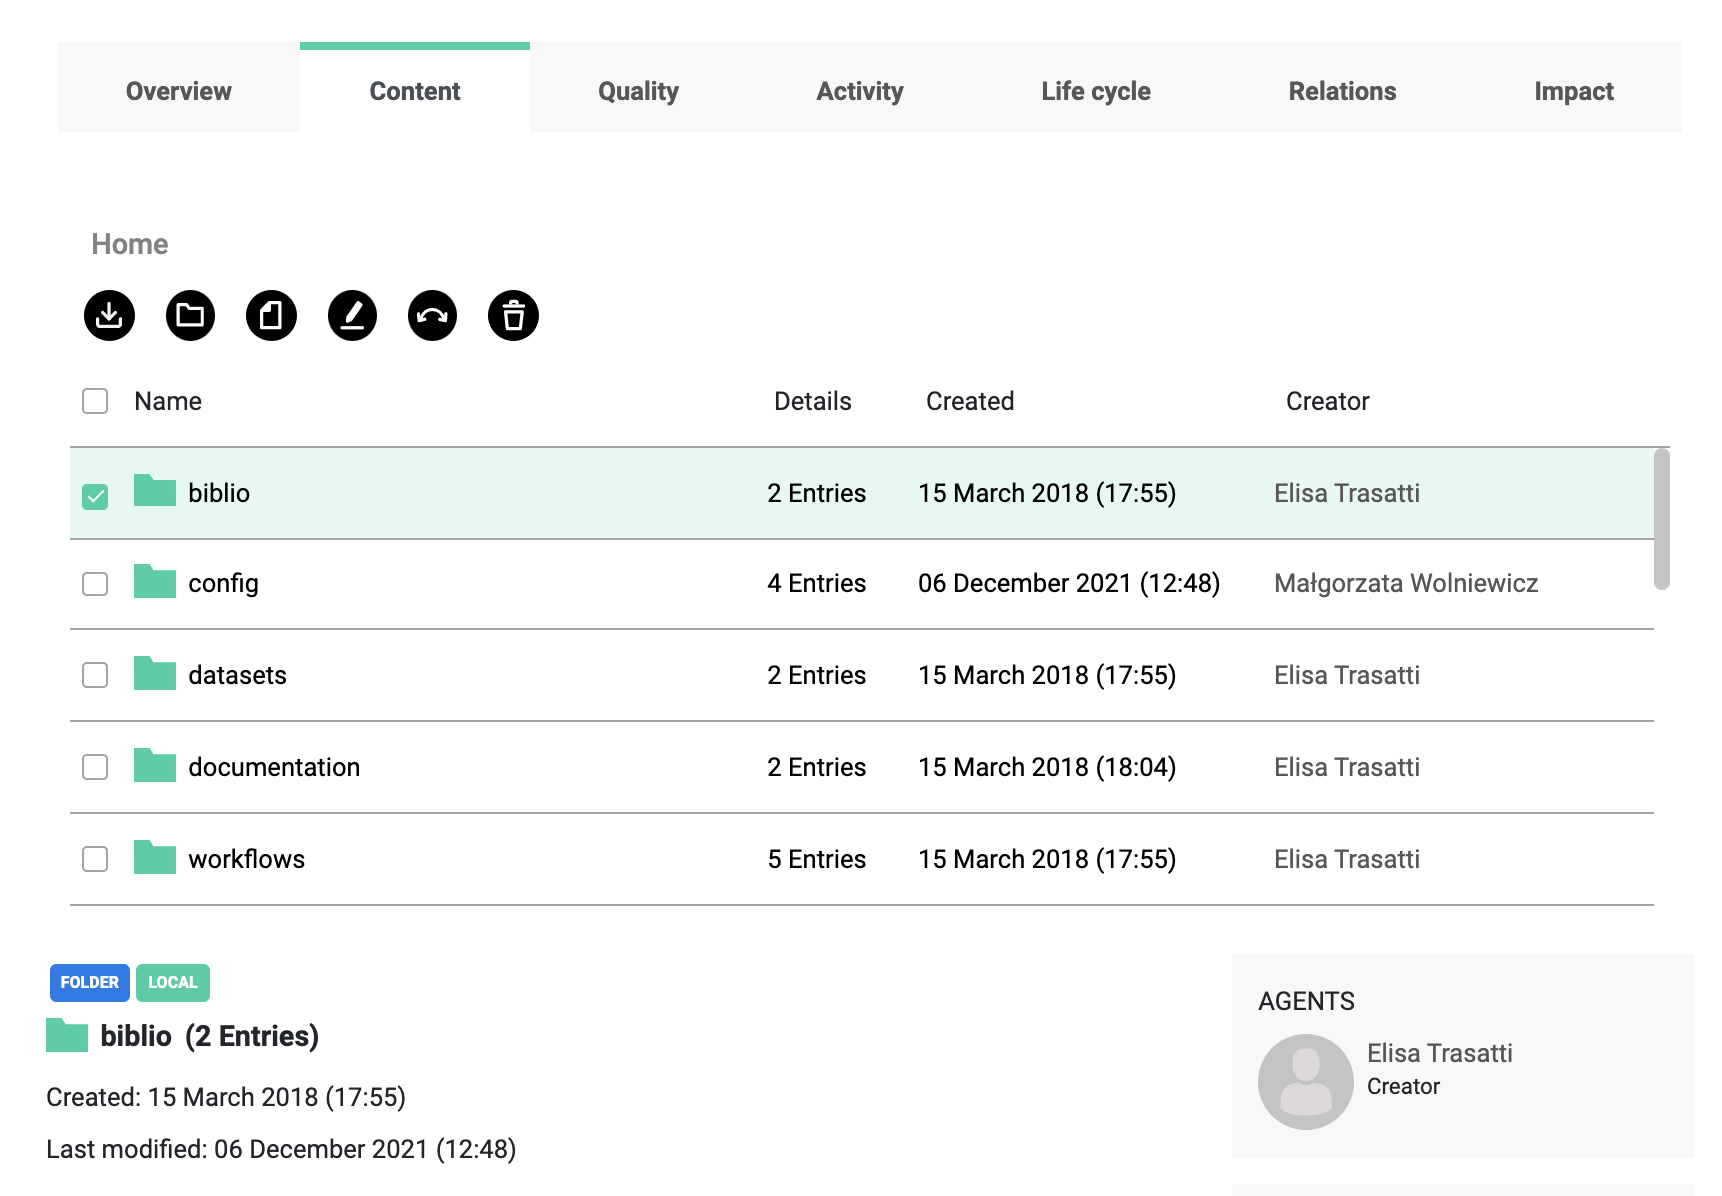 Overview Content Quality Activity Life cycle Relations Impact
Home
Name Details Created Creator
biblio 2 Entries 15 March 2018 (17:55) Elisa Trasatti
config 4 Entries 06 December 2021 (12:48) Małgorzata Wolniewicz
datasets 2 Entries 15 March 2018 (17:55) Elisa Trasatti
documentation 2 Entries 15 March 2018 (18:04) Elisa Trasatti
workflows 5 Entries 15 March 2018 (17:55) Elisa Trasatti
FOLDER LOCAL
biblio (2 Entries)
Created: 15 March 2018 (17:55)
Last modified: 06 December 2021 (12:48)
AGENTS
Elisa Trasatti
Creator